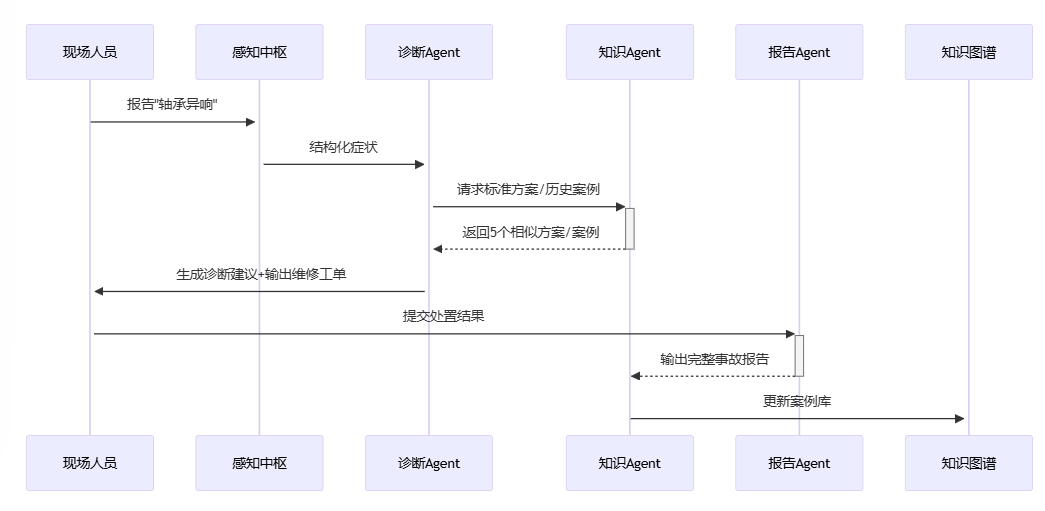 现场人员
感知中枢
诊断Agent
知识Agent
报告Agent
知识图谱
报告"轴承异响"
结构化症状
请求标准方案/历史案例
返回5个相似方案/案例
生成诊断建议+输出维修工单
提交处置结果
输出完整事故报告
更新案例库
现场人员
感知中枢
诊断Agent
知识Agent
报告Agent
知识图谱